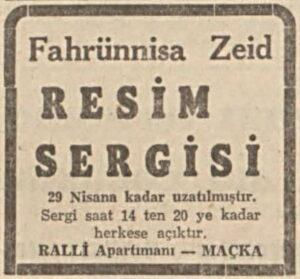 Fahrünnisa Zeid
RESİM
SERGİSİ
29 Nisana kadar uzatılmıştır.
Sergi saat 14 ten 20 ye kadar
herkese açıktır.
RALLİ Apartımanı — MAÇKA